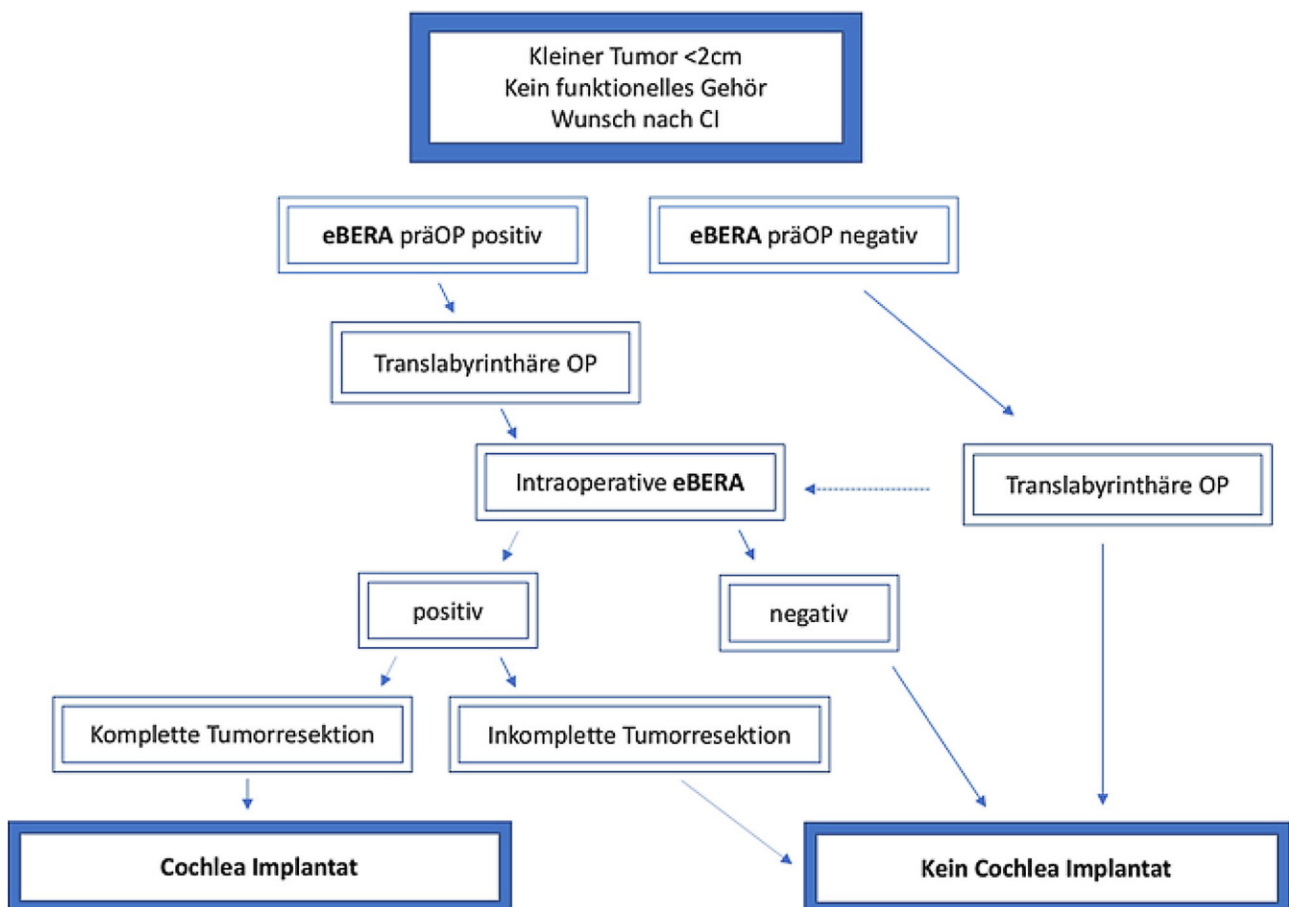 Kleiner Tumor <2cm
Kein funktionelles Gehör
Wunsch nach CI
eBERA präOP positiv
eBERA präOP negativ
Translabyrinthäre OP
Intraoperative eBERA
Translabyrinthäre OP
positiv
negativ
Komplette Tumorresektion
Inkomplette Tumorresektion
Cochlea Implantat
Kein Cochlea Implantat